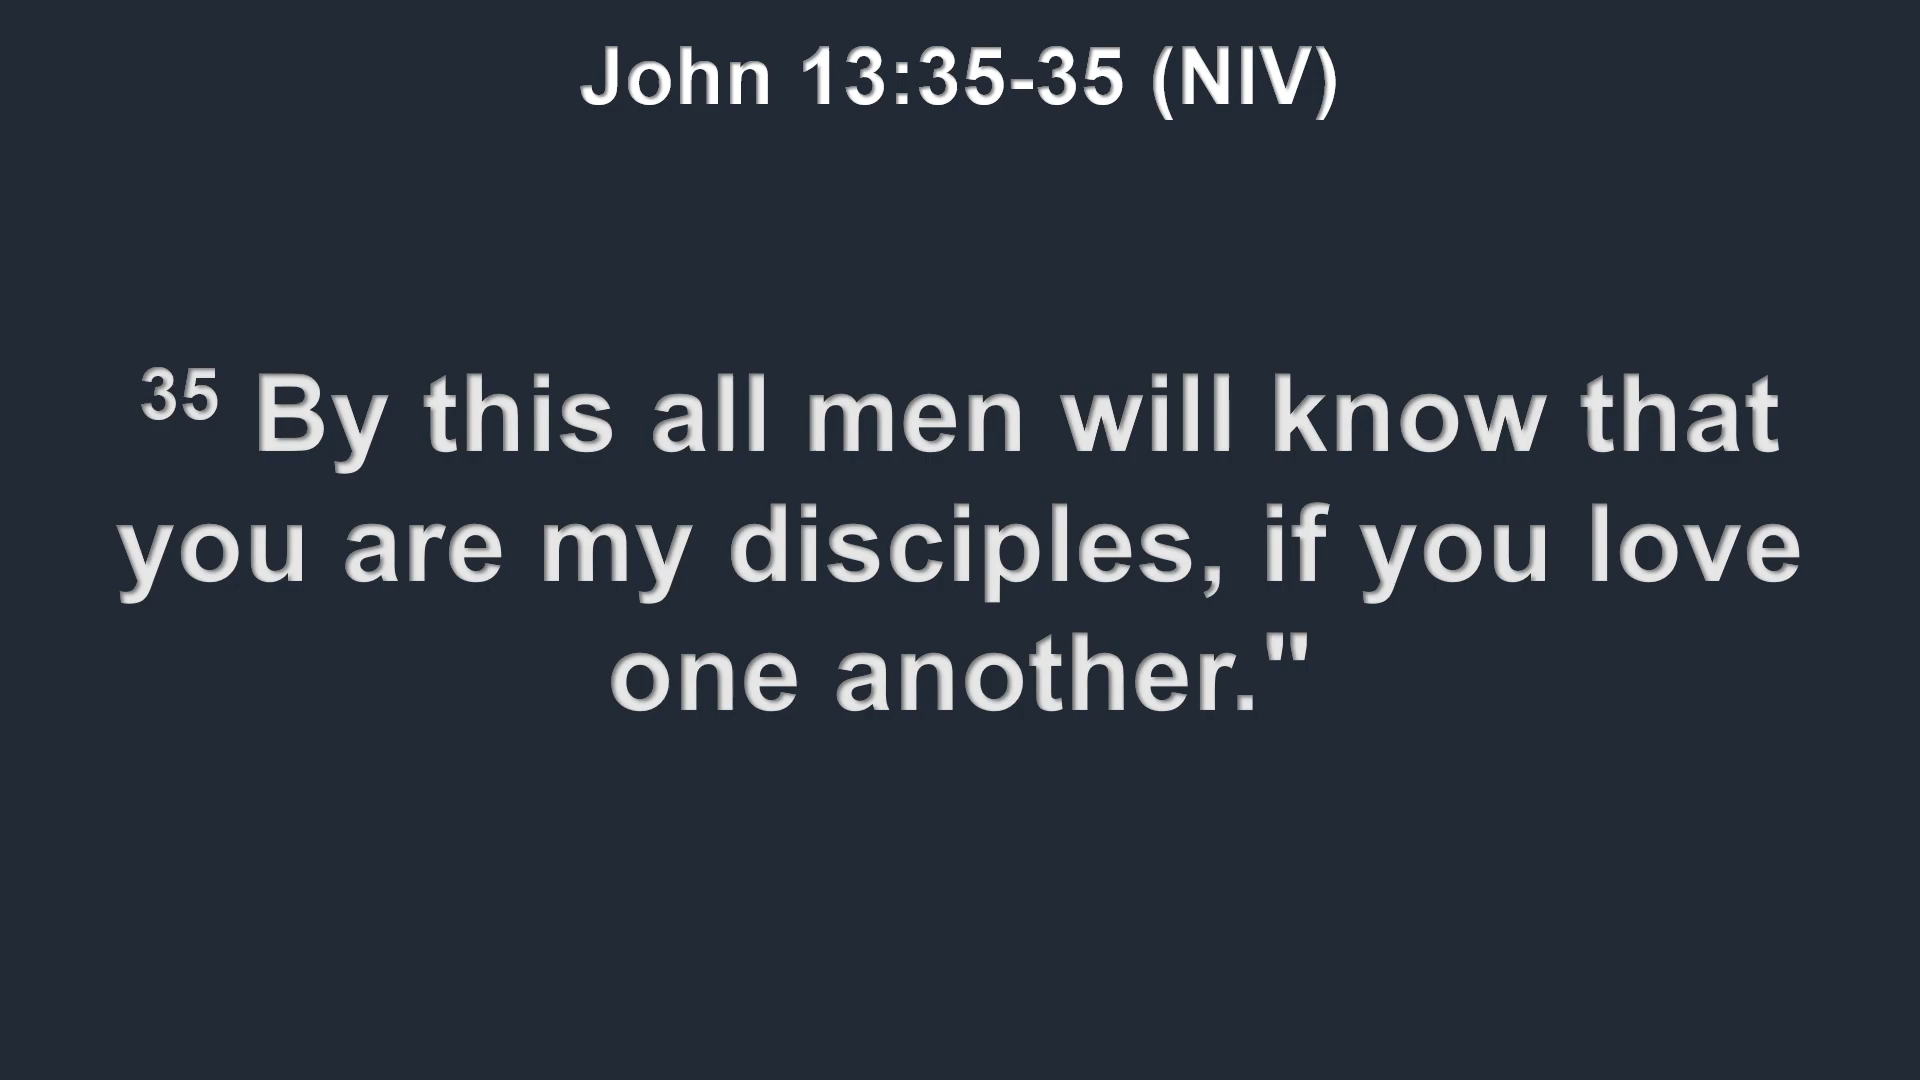 John 13:35-35 (NIV)
35 By this all men will know that
you are my disciples, if you love
one another."